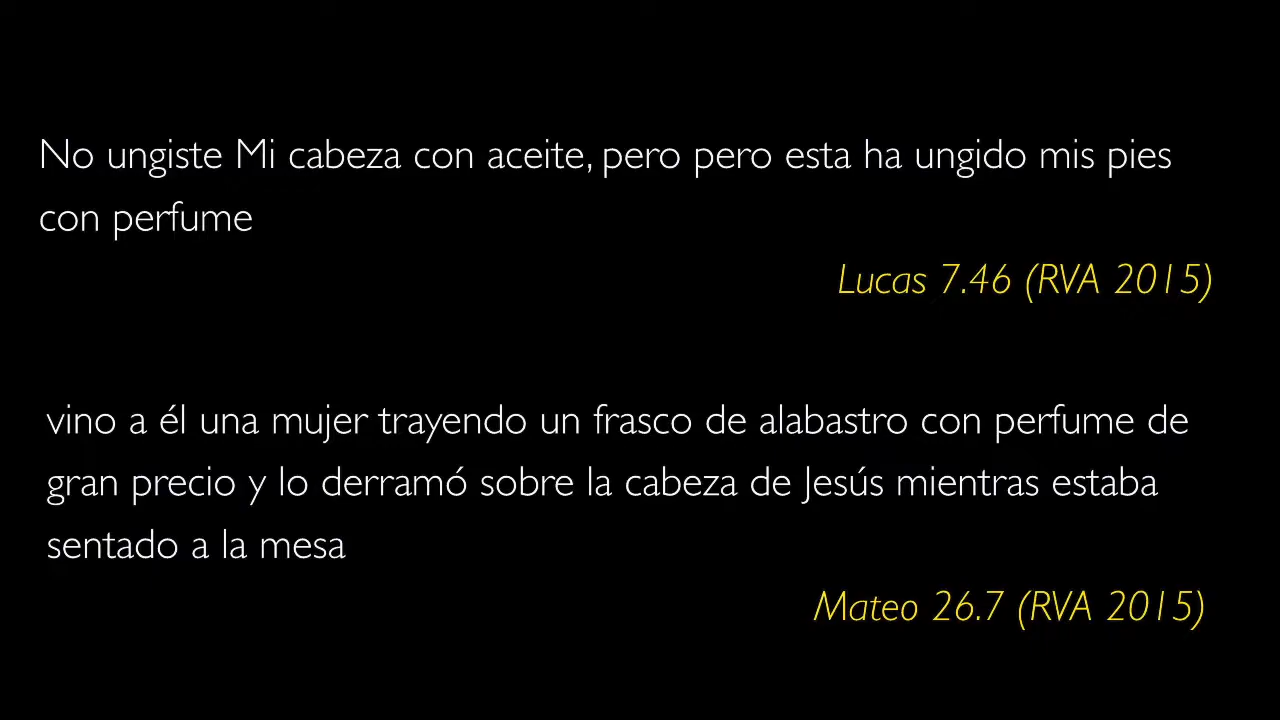 No ungiste Mi cabeza con aceite, pero pero esta ha ungido mis pies
con perfume
Lucas 7.46 (RVA 2015)
vino a él una mujer trayendo un frasco de alabastro con perfume de
gran precio y lo derramó sobre la cabeza de Jesús mientras estaba
sentado a la mesa
Mateo 26.7 (RVA 2015)